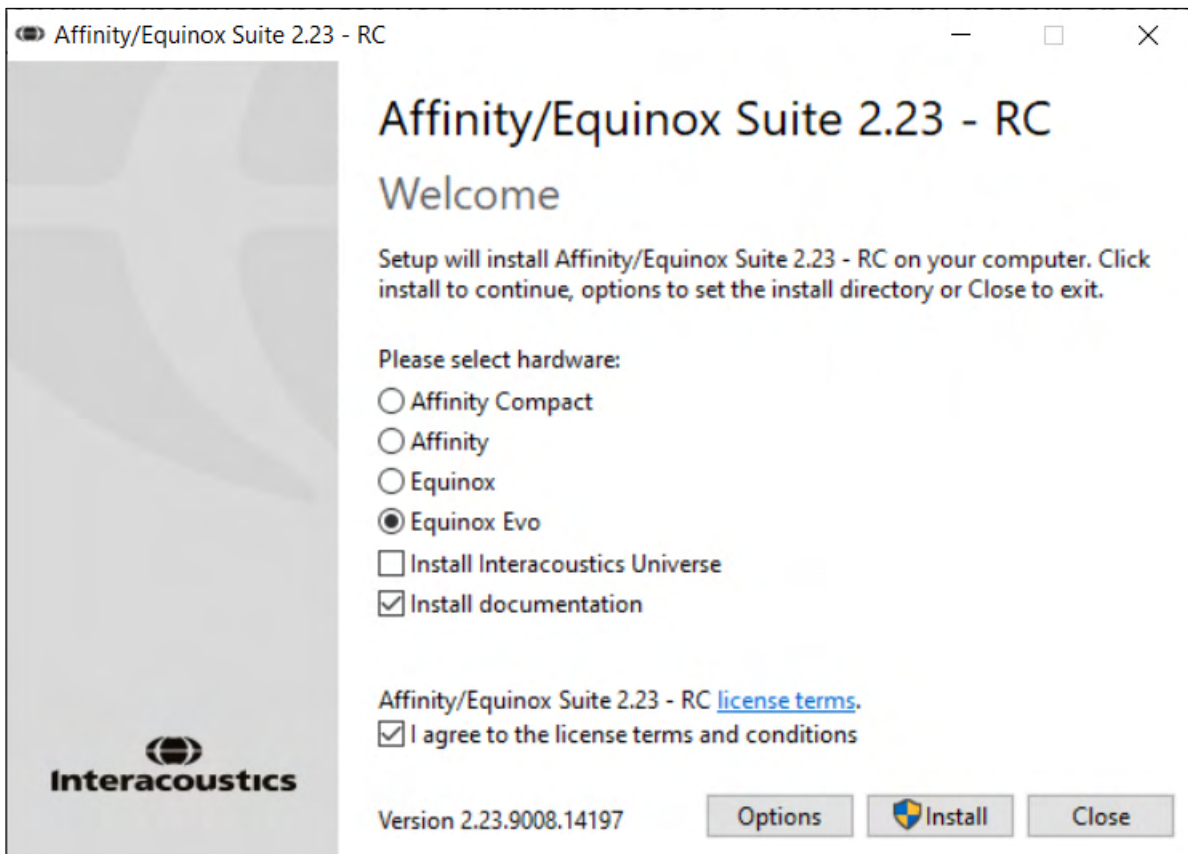 Affinity/Equinox Suite 2.23 - RC
Affinity/Equinox Suite 2.23 - RC
Welcome
Setup will install Affinity/Equinox Suite 2.23 - RC on your computer. Click
install to continue, options to set the install directory or Close to exit.
Please select hardware:
Affinity Compact
Affinity
Equinox
Equinox Evo
Install Interacoustics Universe
Install documentation
Affinity/Equinox Suite 2.23 - RC license terms.
I agree to the license terms and conditions
Interacoustics
Version 2.23.9008.14197
Options
Install
Close